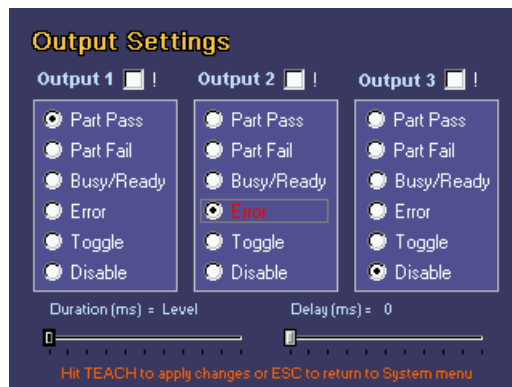 Output Settings
Output 1 ! Output 2 ! Output 3 !
Part Pass Part Pass Part Pass
Part Fail Part Fail Part Fail
Busy/Ready Busy/Ready Busy/Ready
Error Error Error
Toggle Toggle Toggle
Disable Disable Disable
Duration (ms) = Level Delay (ms) = 0
Hit TEACH to apply changes or ESC to return to System menu